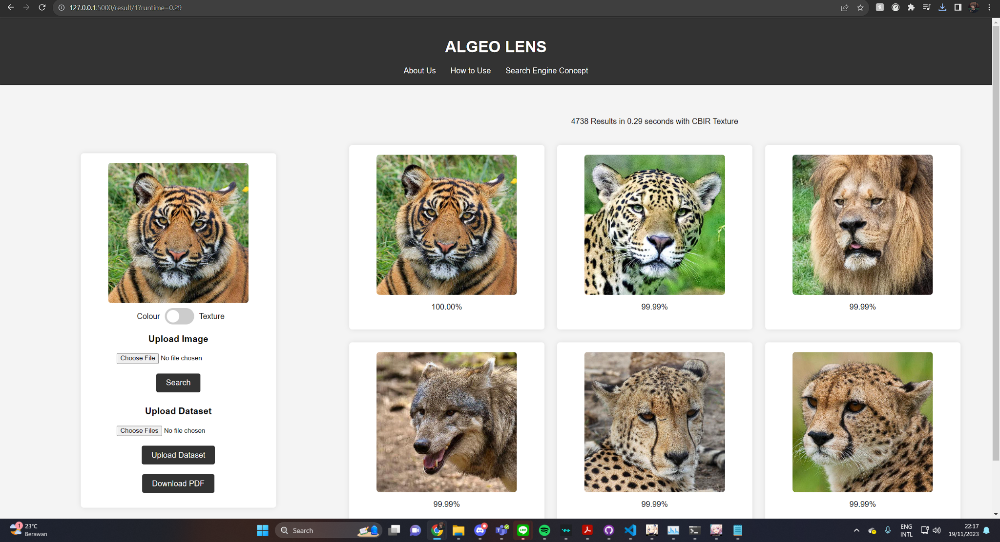 127.0.0.1:5000/result/1?runtime=0.29
ALGEO LENS
About Us How to Use Search Engine Concept
4738 Results in 0.29 seconds with CBIR Texture
Colour Texture
Upload Image
Choose File No file chosen
Search
Upload Dataset
Choose Files No file chosen
Upload Dataset
Download PDF
100.00% 99.99% 99.99%
99.99% 99.99% 99.99%
1 23°C
Berawan
Search
ENG
INTL
22:17
19/11/2023